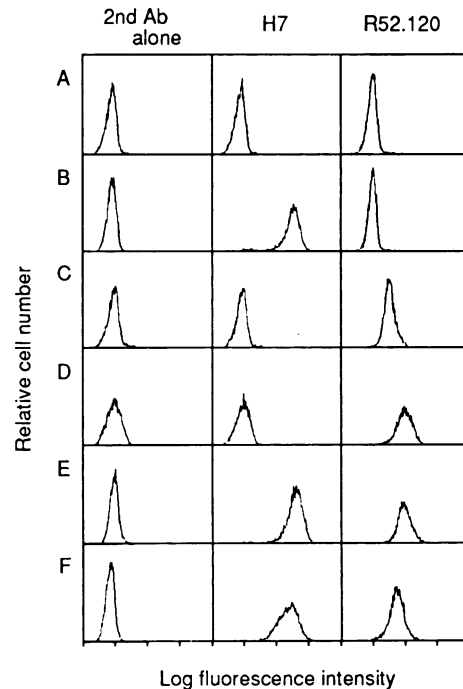 2nd Ab
alone
H7
R52.120
A
B
C
D
E
F
Relative cell number
Log fluorescence intensity